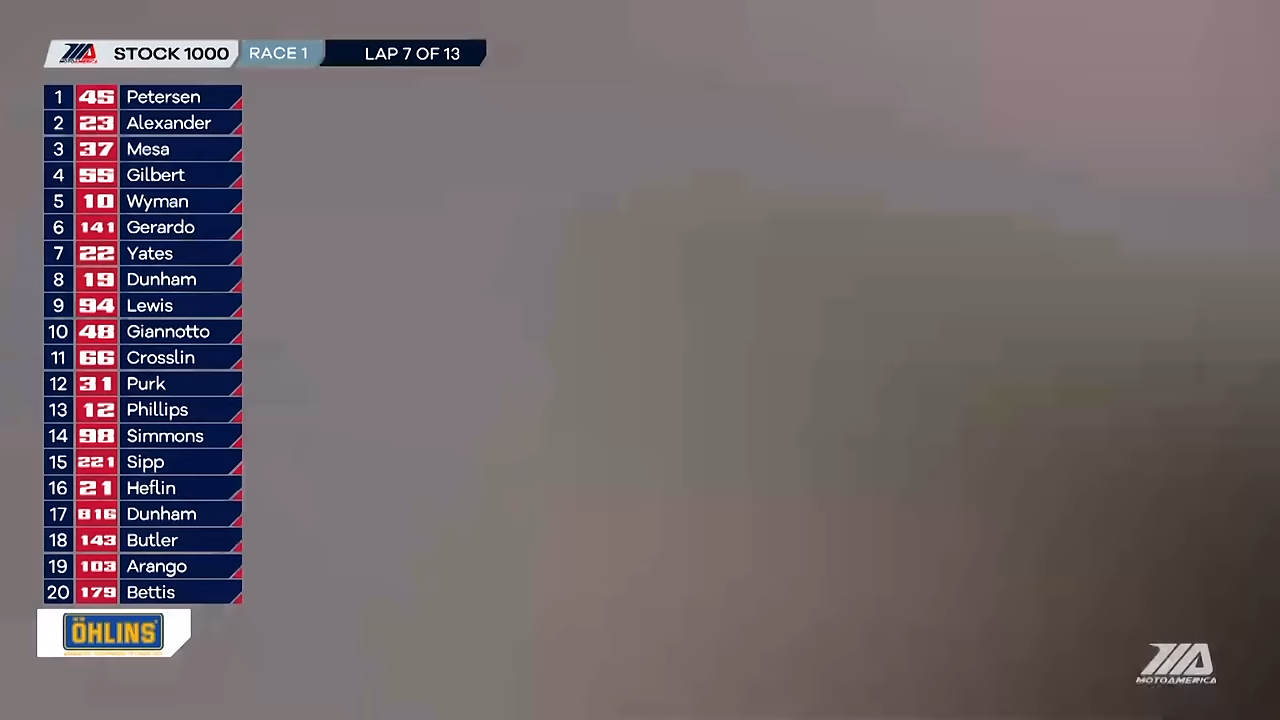 MOTOAMERICA STOCK 1000 RACE 1 LAP 7 OF 13
1 45 Petersen
2 23 Alexander
3 37 Mesa
4 55 Gilbert
5 10 Wyman
6 141 Gerardo
7 22 Yates
8 19 Dunham
9 94 Lewis
10 48 Giannotto
11 66 Crosslin
12 31 Purk
13 12 Phillips
14 98 Simmons
15 221 Sipp
16 21 Heflin
17 816 Dunham
18 143 Butler
19 103 Arango
20 179 Bettis
ÖHLINS
MOTOAMERICA